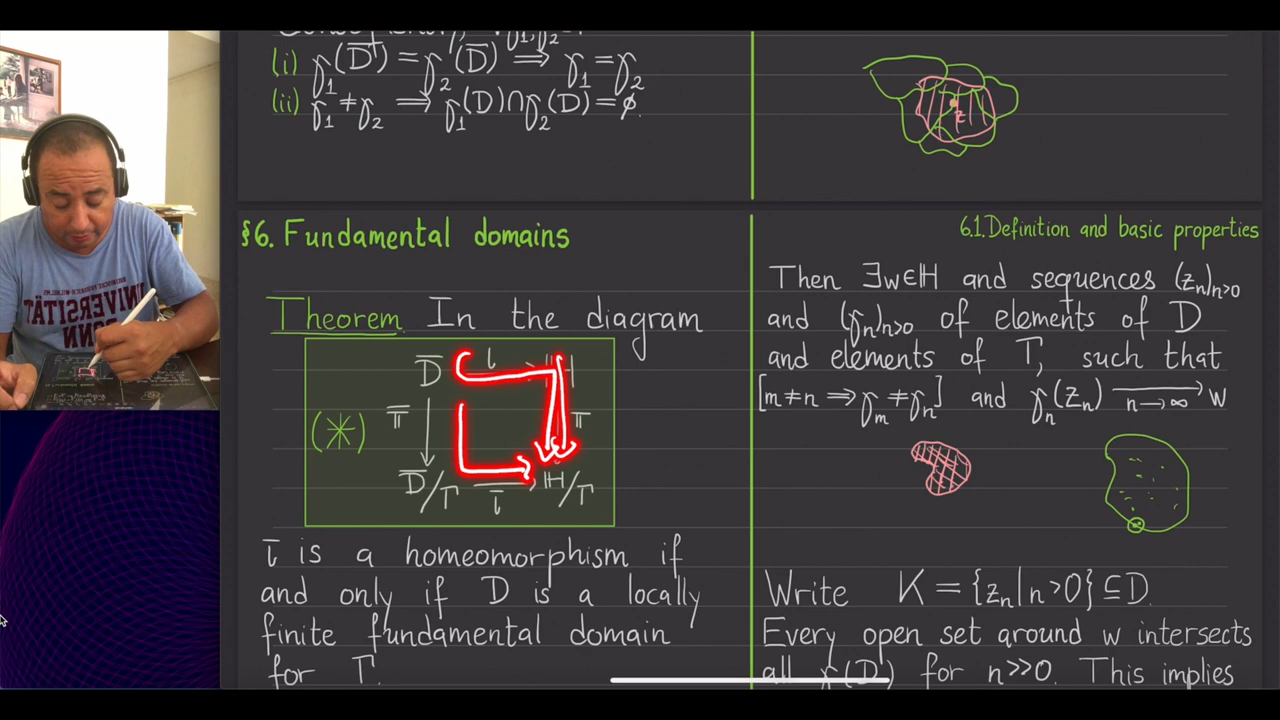 (i) γ₁(D̅) = γ₂(D̅) ⟹ γ₁ = γ₂
(ii) γ₁ ≠ γ₂ ⟹ γ₁(D) ∩ γ₂(D) = ∅.
z
§6. Fundamental domains
6.1. Definition and basic properties
Theorem. In the diagram
D̅ ι ℍ
(*) π̅ π
D̅/Γ ι̅ ℍ/Γ
ι̅ is a homeomorphism if
and only if D is a locally
finite fundamental domain
for Γ.
Then ∃w∈ℍ and sequences (zₙ)ₙ>0
and (γₙ)ₙ>0 of elements of D
and elements of Γ, such that
[m≠n ⟹ γₘ≠γₙ] and γₙ(zₙ) ⟶ n→∞ w
Write K = {zₙ | n>0} ⊆ D.
Every open set around w intersects
all γₙ(D) for n>>0. This implies
UNIVERSITÄT
BONN